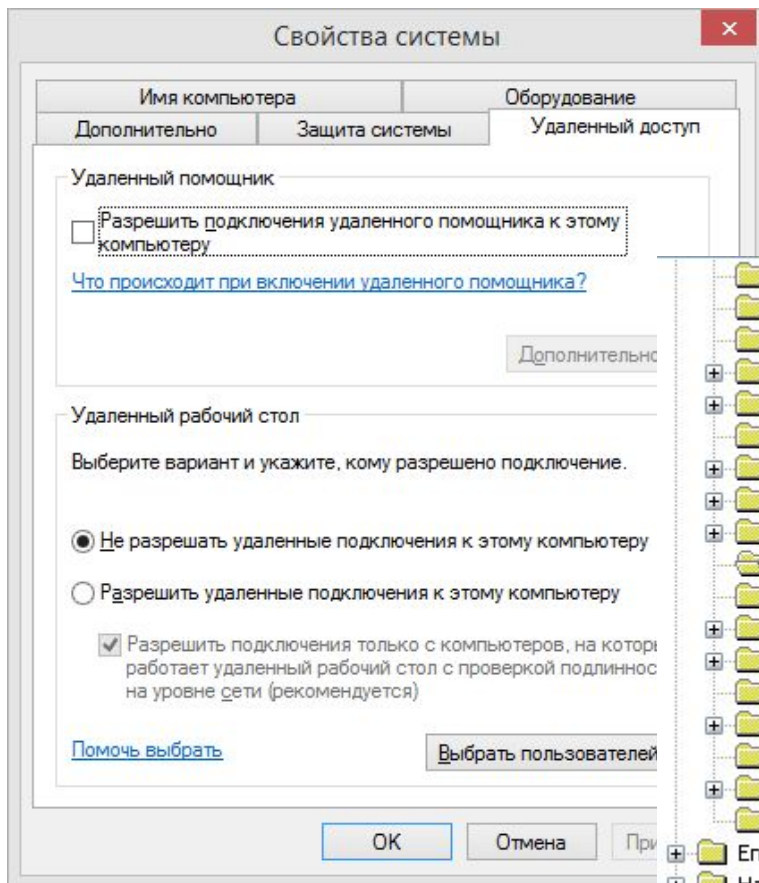 Свойства системы
Имя компьютера
Оборудование
Дополнительно
Защита системы
Удаленный доступ
Удаленный помощник
Разрешить подключения удаленного помощника к этому
компьютеру
Что происходит при включении удаленного помощника?
Дополнительно
Удаленный рабочий стол
Выберите вариант и укажите, кому разрешено подключение.
Не разрешать удаленные подключения к этому компьютеру
Разрешить удаленные подключения к этому компьютеру
Разрешить подключения только с компьютеров, на которы
работает удаленный рабочий стол с проверкой подлиннос
на уровне сети (рекомендуется)
Помочь выбрать
Выбрать пользователей
ОК
Отмена
При